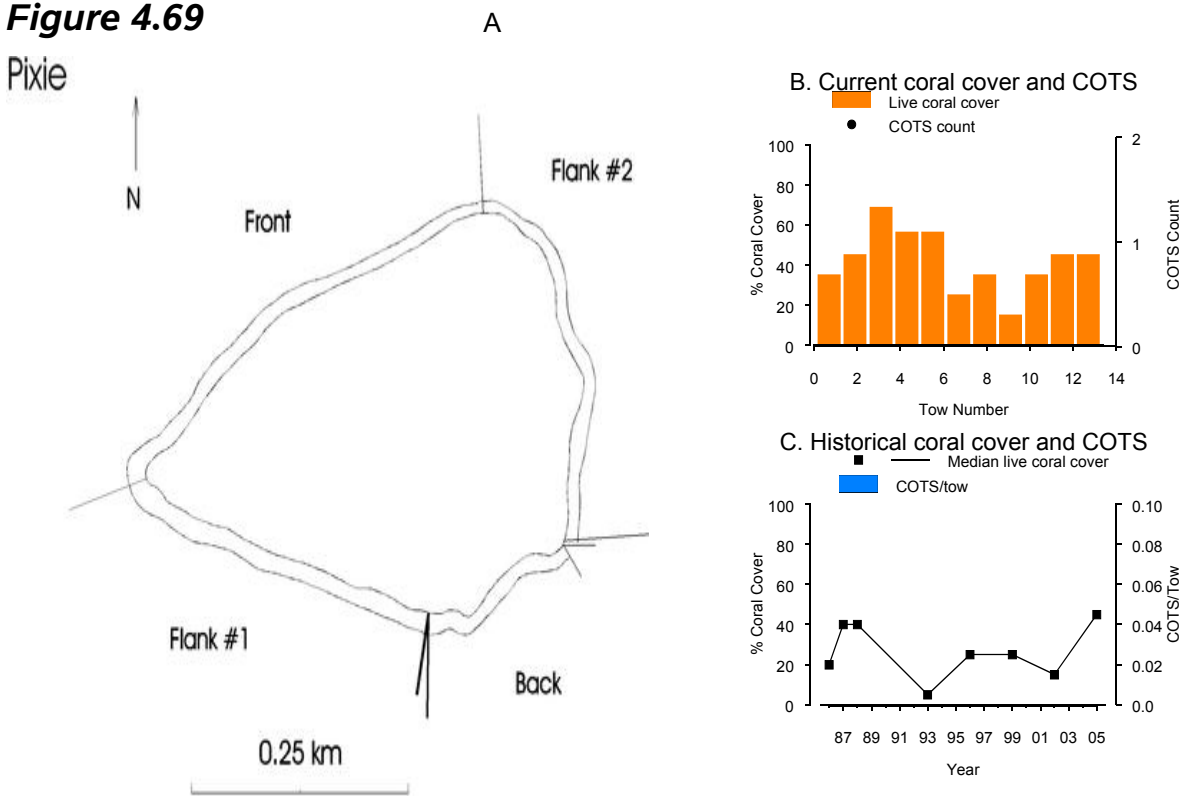 Figure 4.69
A
Pixie
N
Front
Flank #2
Flank #1
Back
0.25 km
B. Current coral cover and COTS
Live coral cover
COTS count
100
80
60
40
20
0
% Coral Cover
2
1
0
COTS Count
0 2 4 6 8 10 12 14
Tow Number
C. Historical coral cover and COTS
Median live coral cover
COTS/tow
100
80
60
40
20
0
% Coral Cover
0.10
0.08
0.06
0.04
0.02
0.0
COTS/Tow
87 89 91 93 95 97 99 01 03 05
Year